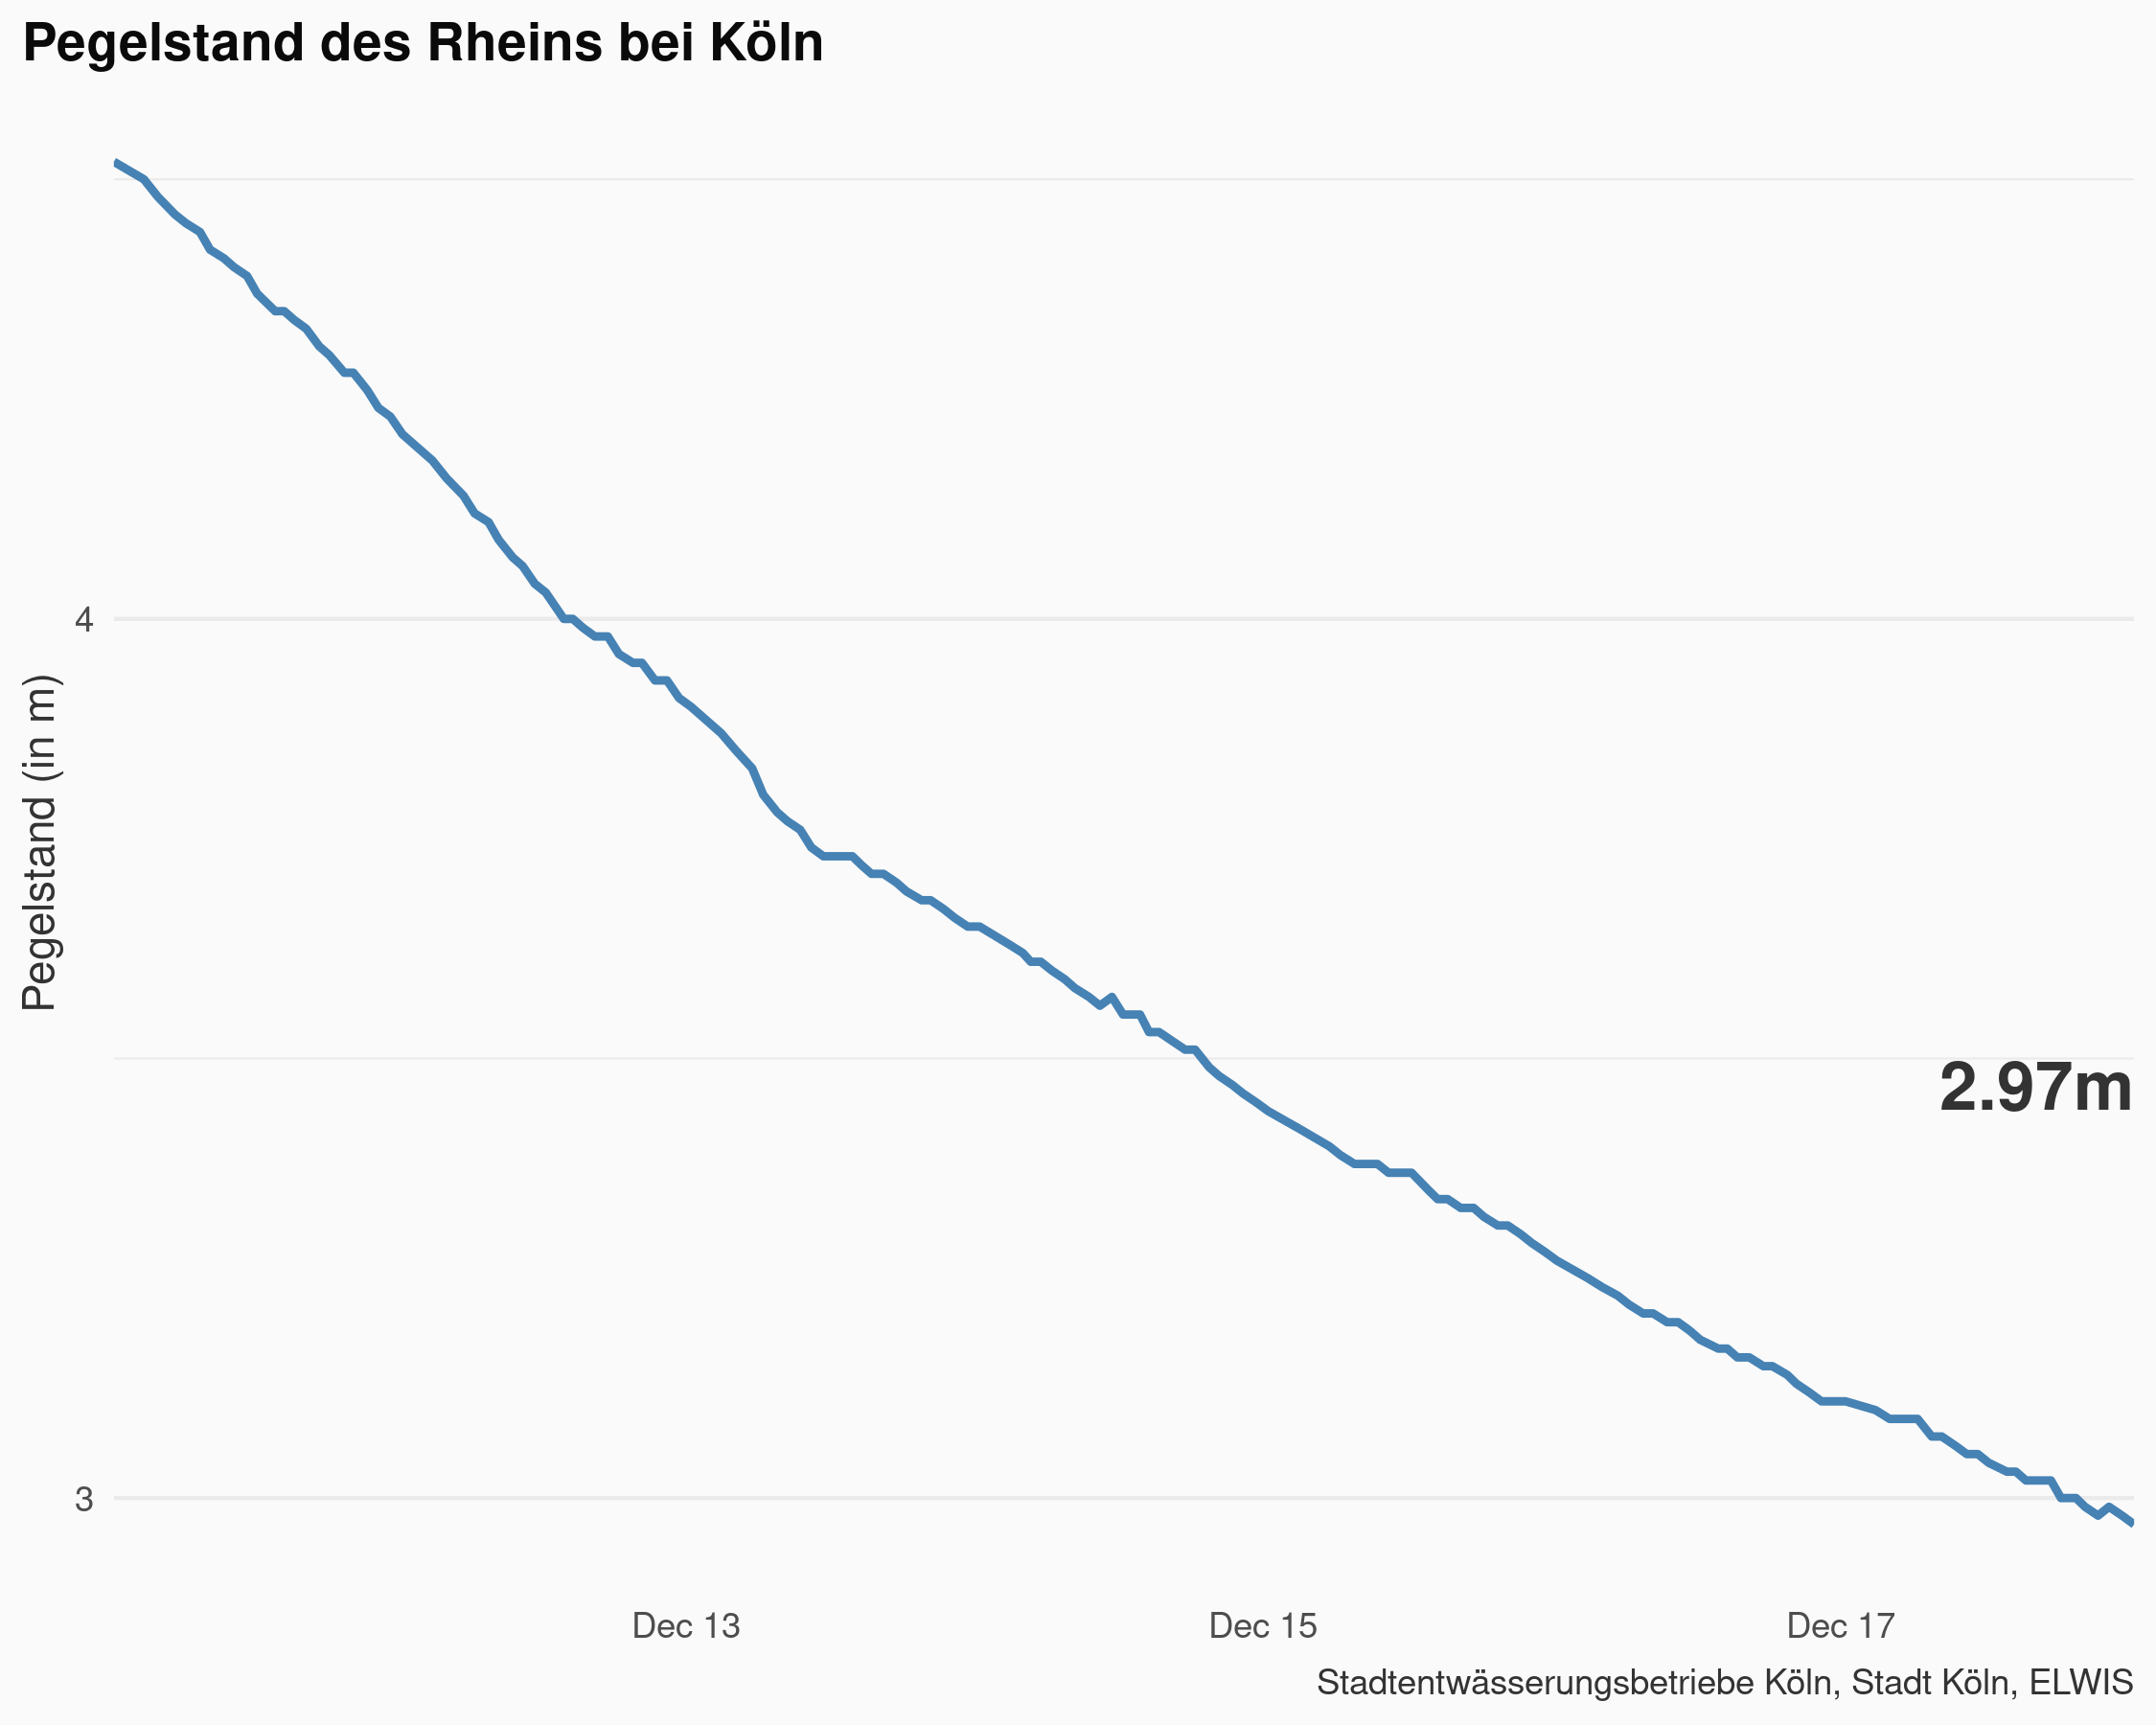 Pegelstand des Rheins bei Köln
Pegelstand (in m)
4
3
2.97m
Dec 13
Dec 15
Dec 17
Stadtentwässerungsbetriebe Köln, Stadt Köln, ELWIS